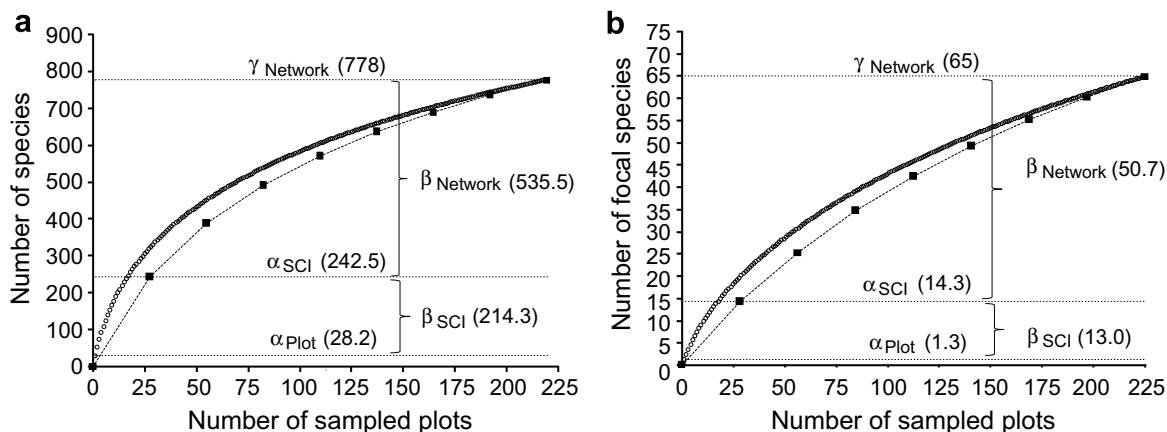 a
Number of species
900
800
700
600
500
400
300
200
100
0
γ Network (778)
β Network (535.5)
α SCI (242.5)
β SCI (214.3)
α Plot (28.2)
0 25 50 75 100 125 150 175 200 225
Number of sampled plots
b
Number of focal species
75
70
65
60
55
50
45
40
35
30
25
20
15
10
5
0
γ Network (65)
β Network (50.7)
α SCI (14.3)
β SCI (13.0)
α Plot (1.3)
0 25 50 75 100 125 150 175 200 225
Number of sampled plots